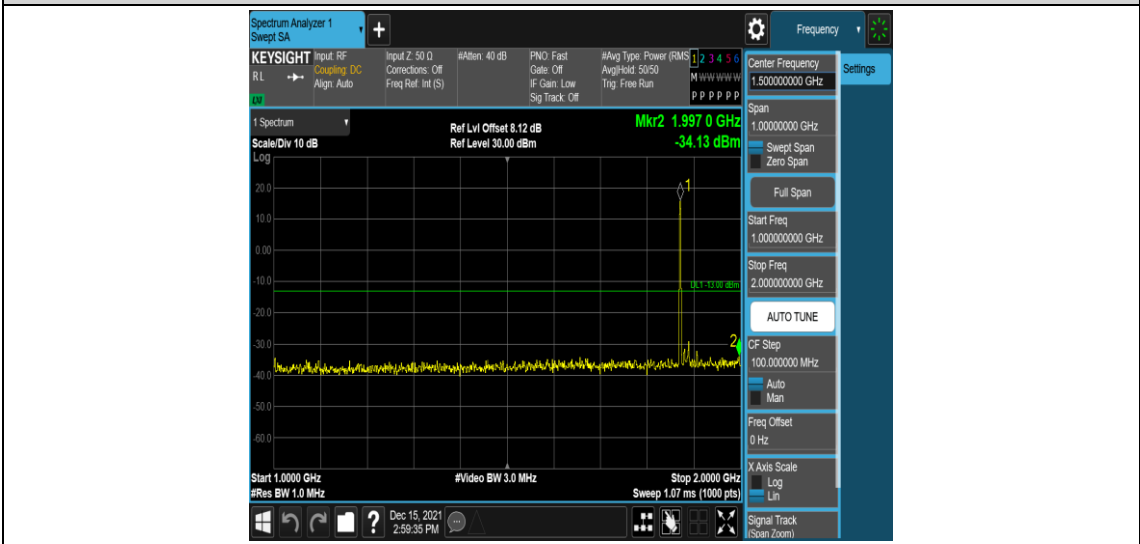 Spectrum Analyzer 1
Swept SA
+
Frequency
KEYSIGHT
RL
Input: RF
Coupling: DC
Align: Auto
Input Z: 50 Ω
Corrections: Off
Freq Ref: Int (S)
#Atten: 40 dB
PNO: Fast
Gate: Off
IF Gain: Low
Sig Track: Off
#Avg Type: Power (RMS
Avg|Hold: 50/50
Trig: Free Run
1 2 3 4 5 6
M W W W W W
P P P P P P
1 Spectrum
Scale/Div 10 dB
Log
Ref Lvl Offset 8.12 dB
Ref Level 30.00 dBm
Mkr2 1.997 0 GHz
-34.13 dBm
20.0
10.0
0.00
-10.0
-20.0
-30.0
-40.0
-50.0
-60.0
1
DL1 -13.00 dBm
2
Start 1.0000 GHz
#Res BW 1.0 MHz
#Video BW 3.0 MHz
Stop 2.0000 GHz
Sweep 1.07 ms (1000 pts)
?
Dec 15, 2021
2:59:35 PM
Center Frequency
1.500000000 GHz
Settings
Span
1.00000000 GHz
Swept Span
Zero Span
Full Span
Start Freq
1.000000000 GHz
Stop Freq
2.000000000 GHz
AUTO TUNE
CF Step
100.000000 MHz
Auto
Man
Freq Offset
0 Hz
X Axis Scale
Log
Lin
Signal Track
(Span Zoom)